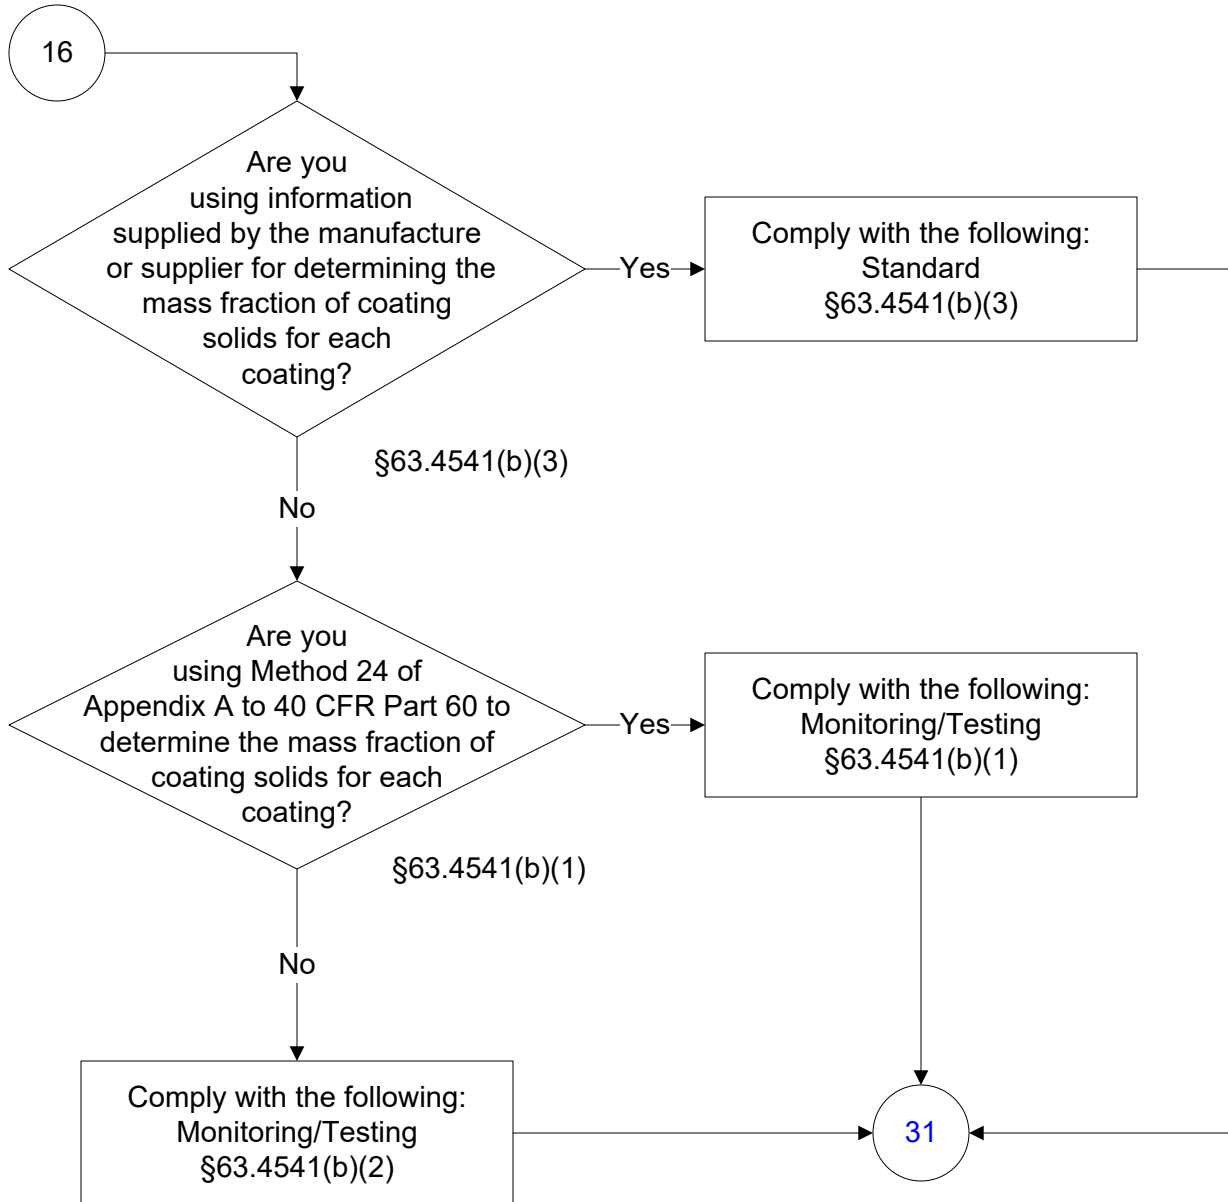 16
Are you
using information
supplied by the manufacture
or supplier for determining the
mass fraction of coating
solids for each
coating?
Yes
Comply with the following:
Standard
§63.4541(b)(3)
§63.4541(b)(3)
No
Are you
using Method 24 of
Appendix A to 40 CFR Part 60 to
determine the mass fraction of
coating solids for each
coating?
Yes
Comply with the following:
Monitoring/Testing
§63.4541(b)(1)
§63.4541(b)(1)
No
Comply with the following:
Monitoring/Testing
§63.4541(b)(2)
31